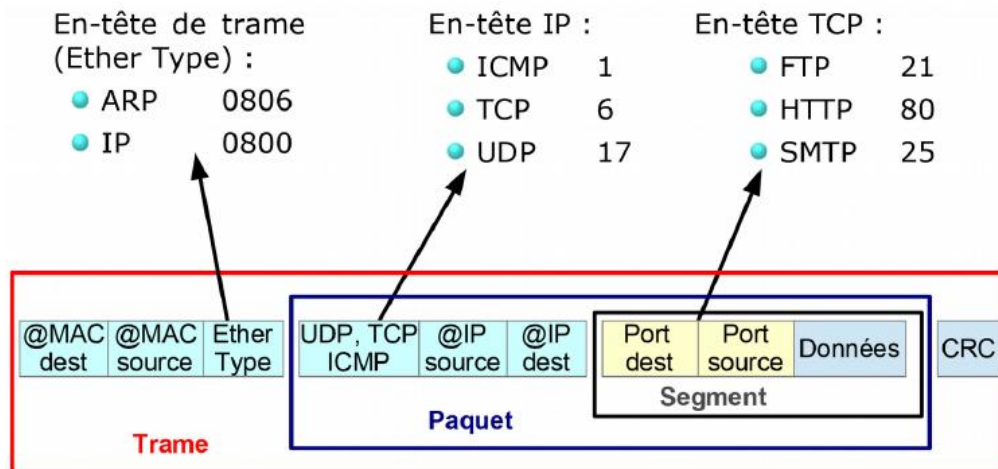 En-tête de trame
(Ether Type) :
ARP 0806
IP 0800
En-tête IP :
ICMP 1
TCP 6
UDP 17
En-tête TCP :
FTP 21
HTTP 80
SMTP 25
@MAC dest
@MAC source
Ether Type
UDP, TCP ICMP
@IP source
@IP dest
Port dest
Port source
Données
CRC
Segment
Paquet
Trame